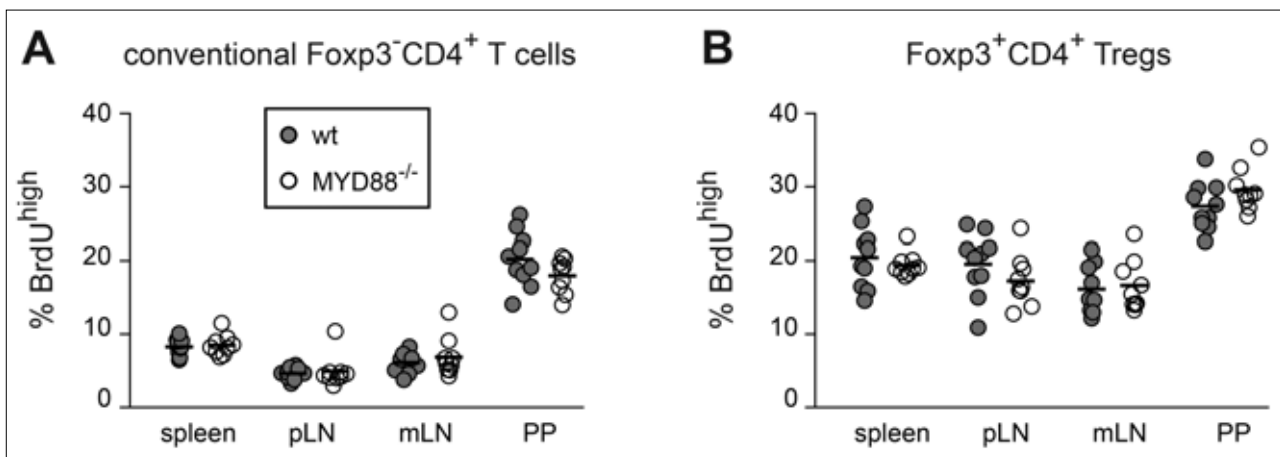 A conventional Foxp3⁻CD4⁺ T cells
40
30
20
10
0
% BrdU^high
wt
MYD88⁻/⁻
spleen pLN mLN PP
B Foxp3⁺CD4⁺ Tregs
40
30
20
10
0
% BrdU^high
spleen pLN mLN PP